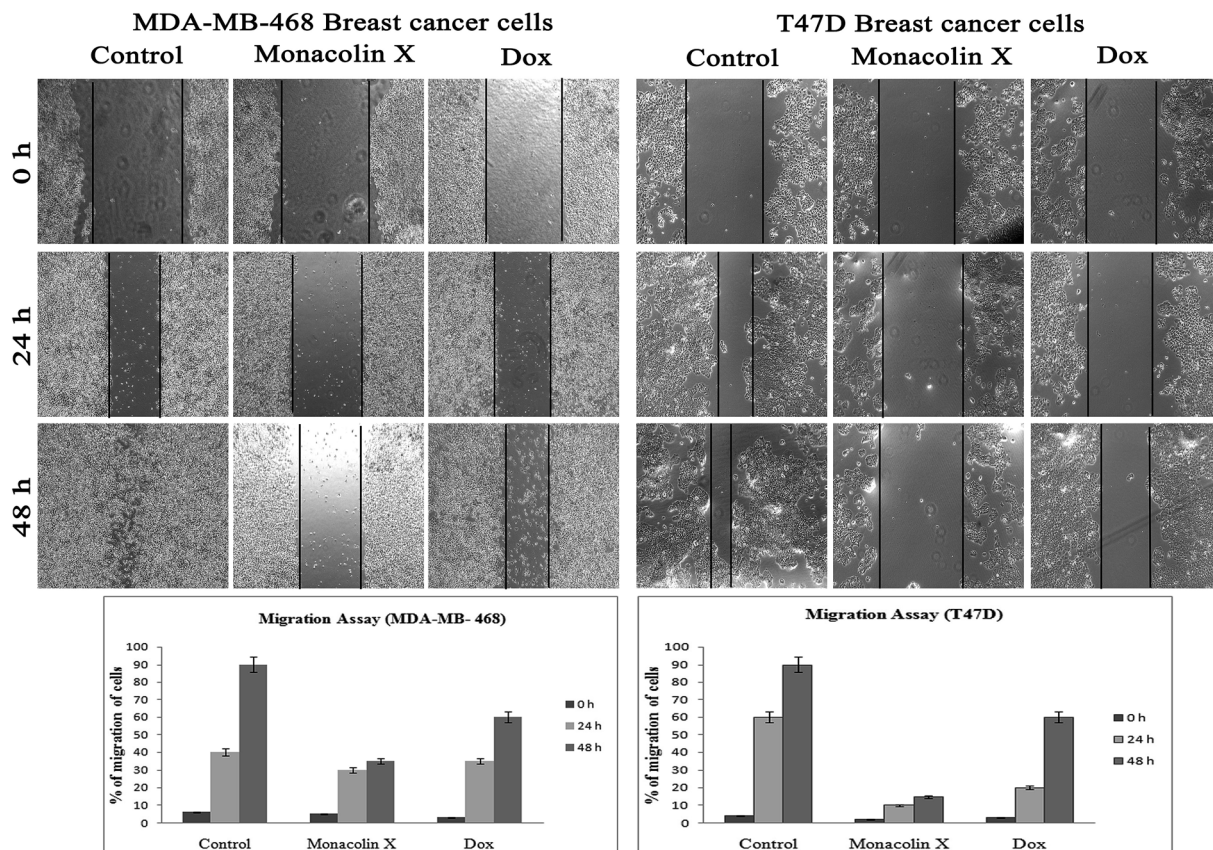 MDA-MB-468 Breast cancer cells
Control Monacolin X Dox
T47D Breast cancer cells
Control Monacolin X Dox
0 h
24 h
48 h
Migration Assay (MDA-MB- 468)
% of migration of cells
100
90
80
70
60
50
40
30
20
10
0
Control Monacolin X Dox
0 h
24 h
48 h
Migration Assay (T47D)
% of migration of cells
100
90
80
70
60
50
40
30
20
10
0
Control Monacolin X Dox
0 h
24 h
48 h